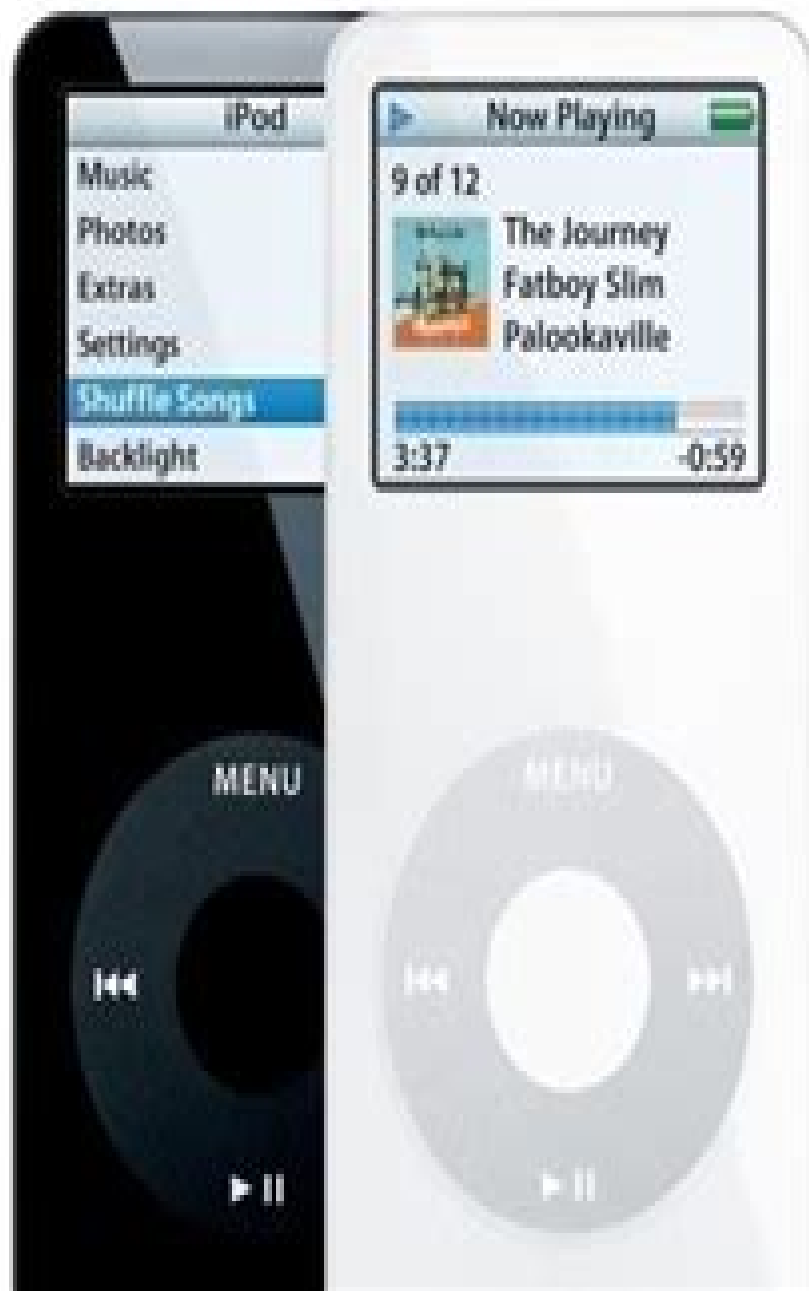 iPod
Music
Photos
Extras
Settings
Shuffle Songs
Backlight
MENU
Now Playing
9 of 12
The Journey
Fatboy Slim
Palookaville
3:37 -0:59
MENU